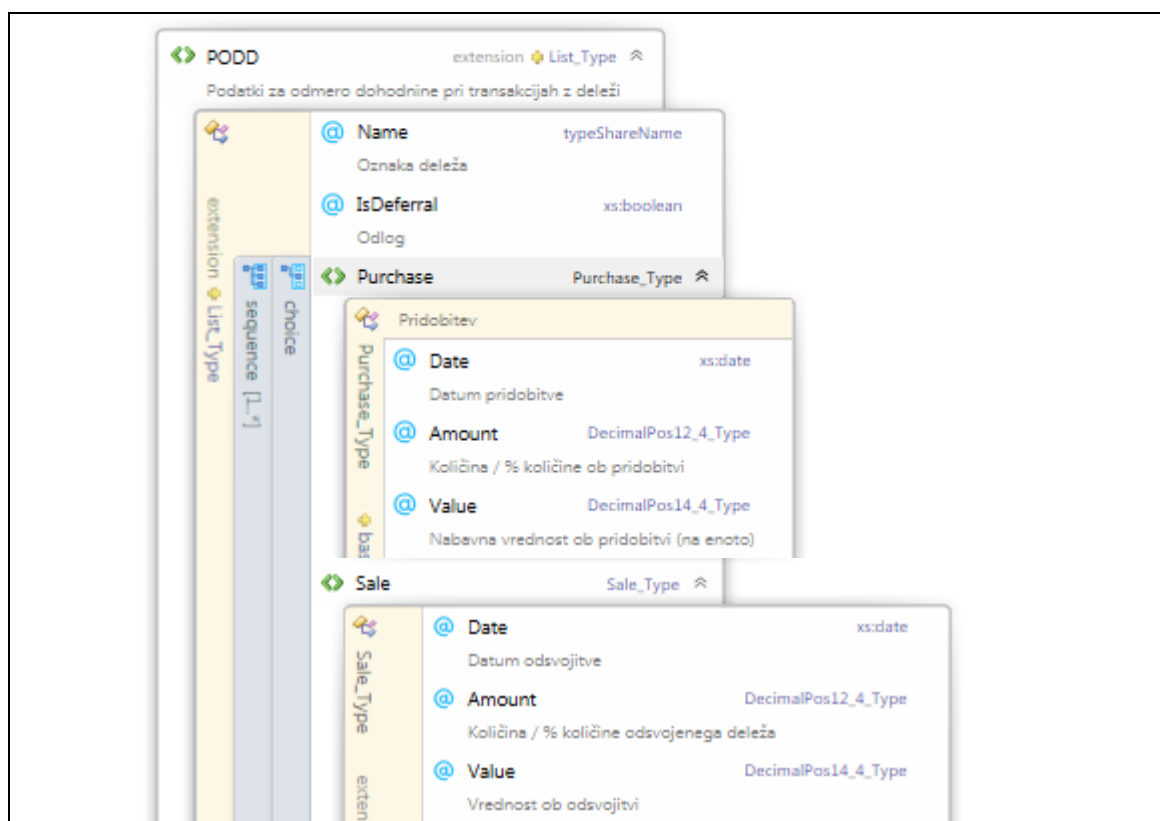 PODD extension List_Type
Podatki za odmero dohodnine pri transakcijah z deleži
extension List_Type
sequence [1..*]
choice
@ Name typeShareName
Oznaka deleža
@ IsDeferral xs:boolean
Odlog
Purchase Purchase_Type
Pridobitev
Purchase_Type
bas
@ Date xs:date
Datum pridobitve
@ Amount DecimalPos12_4_Type
Količina / % količine ob pridobitvi
@ Value DecimalPos14_4_Type
Nabavna vrednost ob pridobitvi (na enoto)
Sale Sale_Type
Sale_Type
exten
@ Date xs:date
Datum odsvojitve
@ Amount DecimalPos12_4_Type
Količina / % količine odsvojenega deleža
@ Value DecimalPos14_4_Type
Vrednost ob odsvojitvi